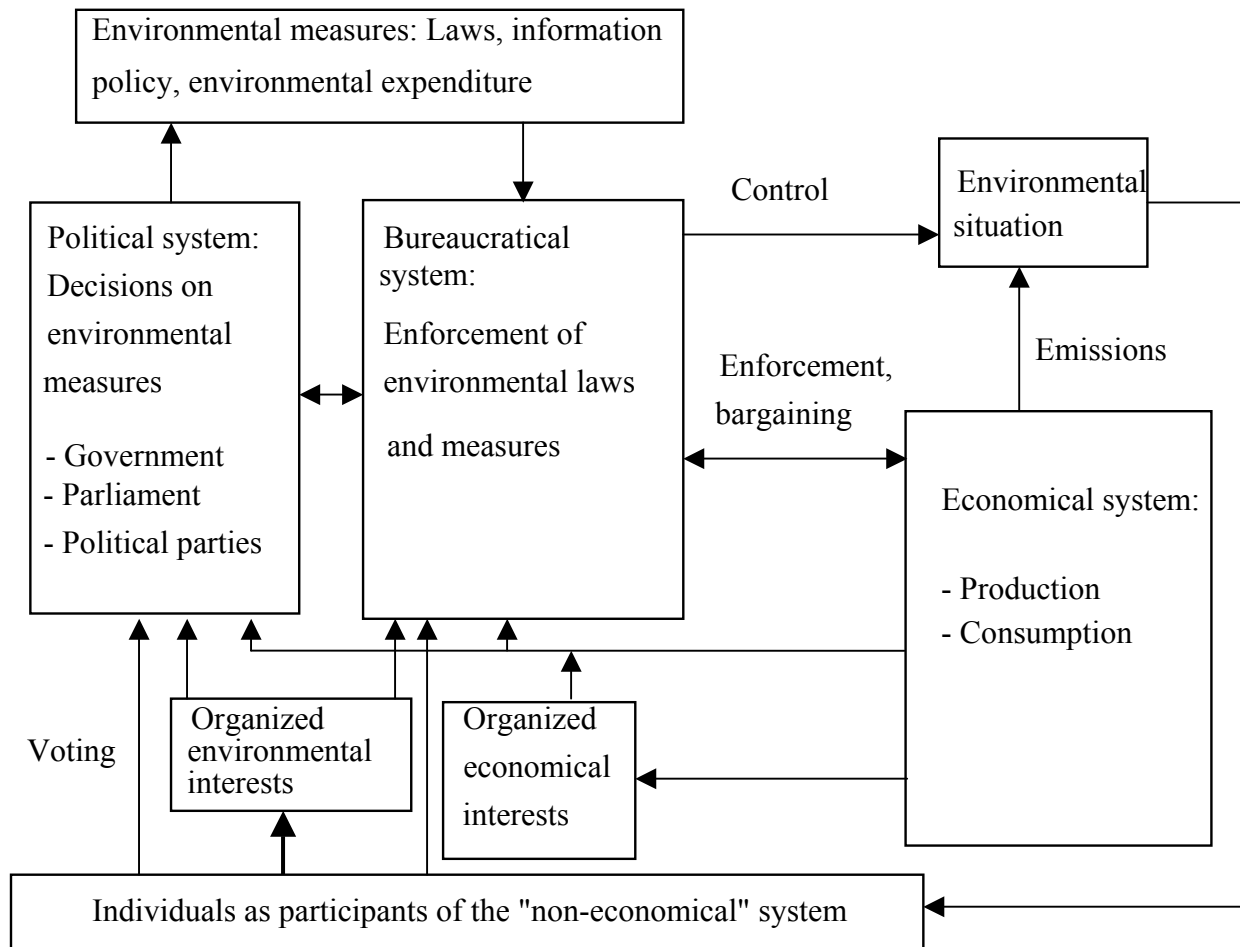 Environmental measures: Laws, information
policy, environmental expenditure
Political system:
Decisions on
environmental
measures
- Government
- Parliament
- Political parties
Bureaucratical
system:
Enforcement of
environmental laws
and measures
Control
Environmental
situation
Enforcement,
bargaining
Emissions
Economical system:
- Production
- Consumption
Voting
Organized
environmental
interests
Organized
economical
interests
Individuals as participants of the "non-economical" system